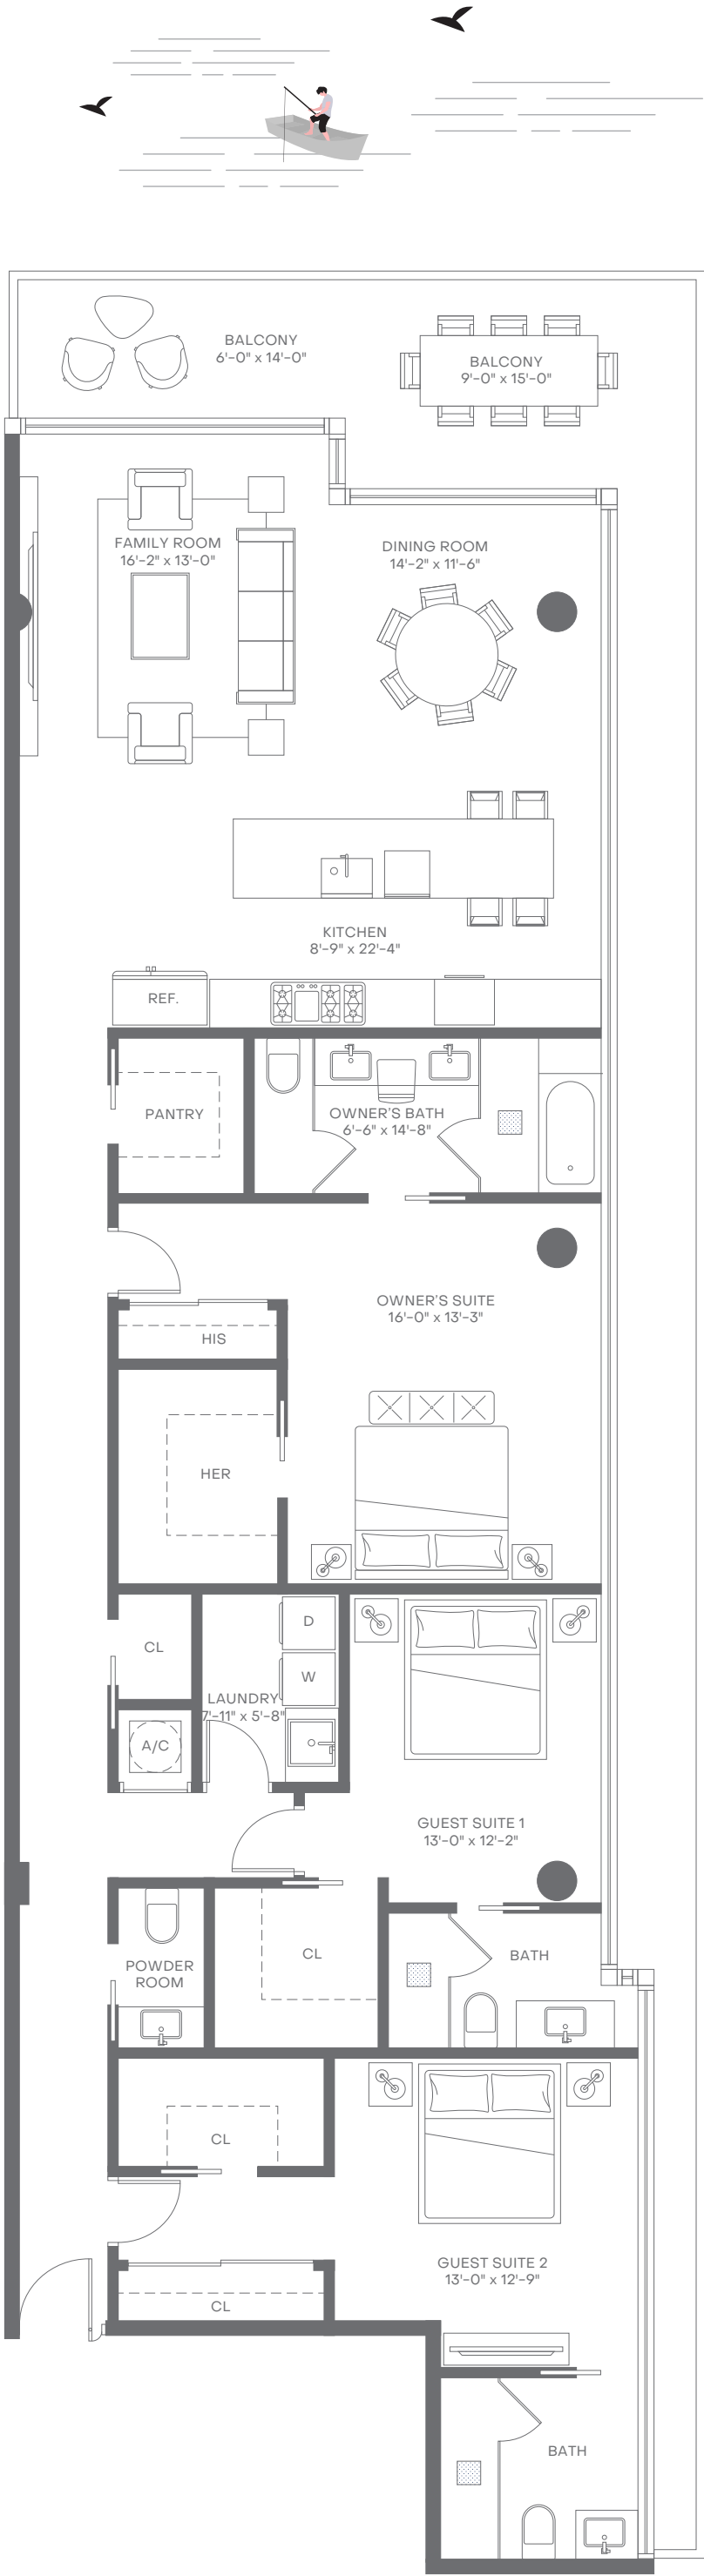 BALCONY
6'-0" x 14'-0"
BALCONY
9'-0" x 15'-0"
FAMILY ROOM
16'-2" x 13'-0"
DINING ROOM
14'-2" x 11'-6"
KITCHEN
8'-9" x 22'-4"
REF.
PANTRY
OWNER'S BATH
6'-6" x 14'-8"
OWNER'S SUITE
16'-0" x 13'-3"
HIS
HER
CL
D
W
LAUNDRY
7'-11" x 5'-8"
A/C
GUEST SUITE 1
13'-0" x 12'-2"
POWDER
ROOM
CL
BATH
CL
GUEST SUITE 2
13'-0" x 12'-9"
CL
BATH